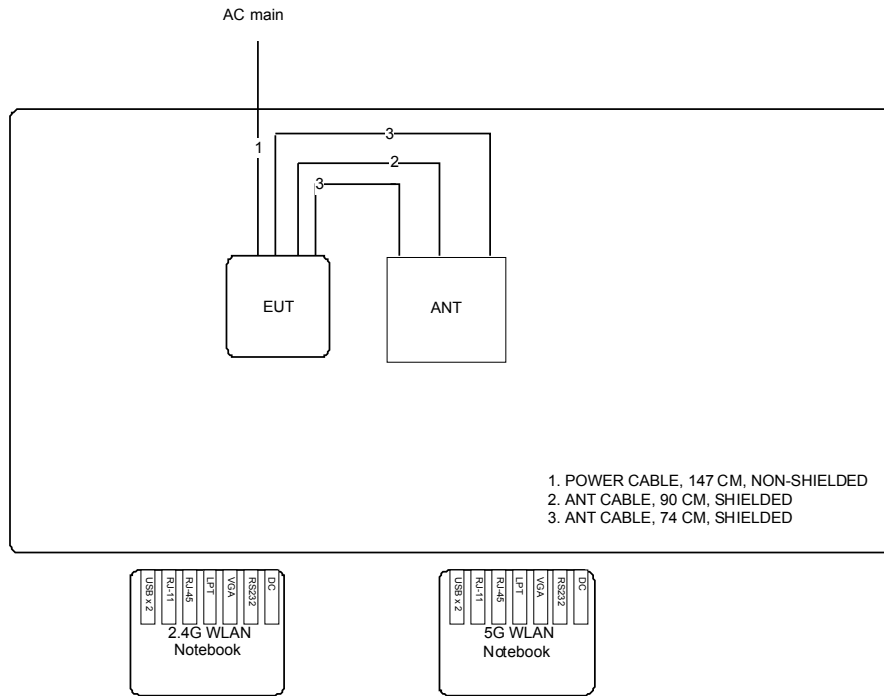 AC main
3
1
2
3
EUT
ANT
1. POWER CABLE, 147 CM, NON-SHIELDED
2. ANT CABLE, 90 CM, SHIELDED
3. ANT CABLE, 74 CM, SHIELDED
USB x 2
RJ-11
RJ-45
LPT
VGA
RS232
DC
2.4G WLAN
Notebook
USB x 2
RJ-11
RJ-45
LPT
VGA
RS232
DC
5G WLAN
Notebook